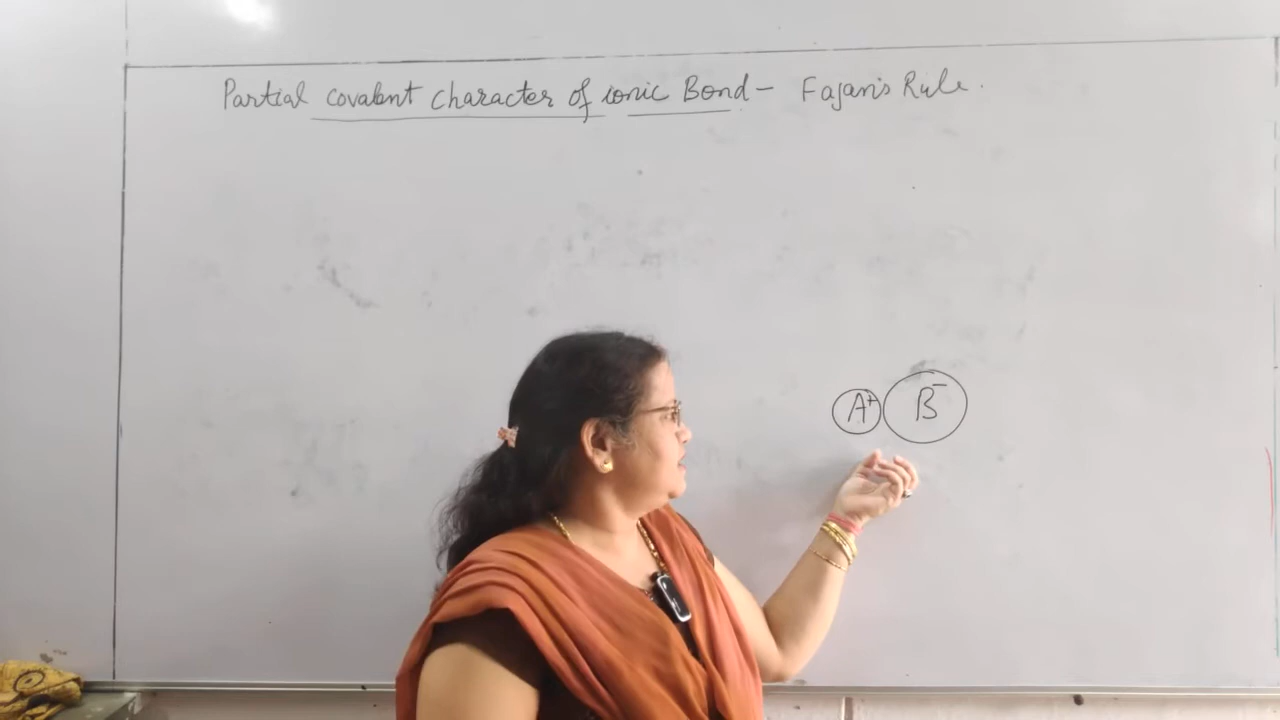 Partial covalent character of ionic Bond - Fajan's Rule.
A⁺ B⁻